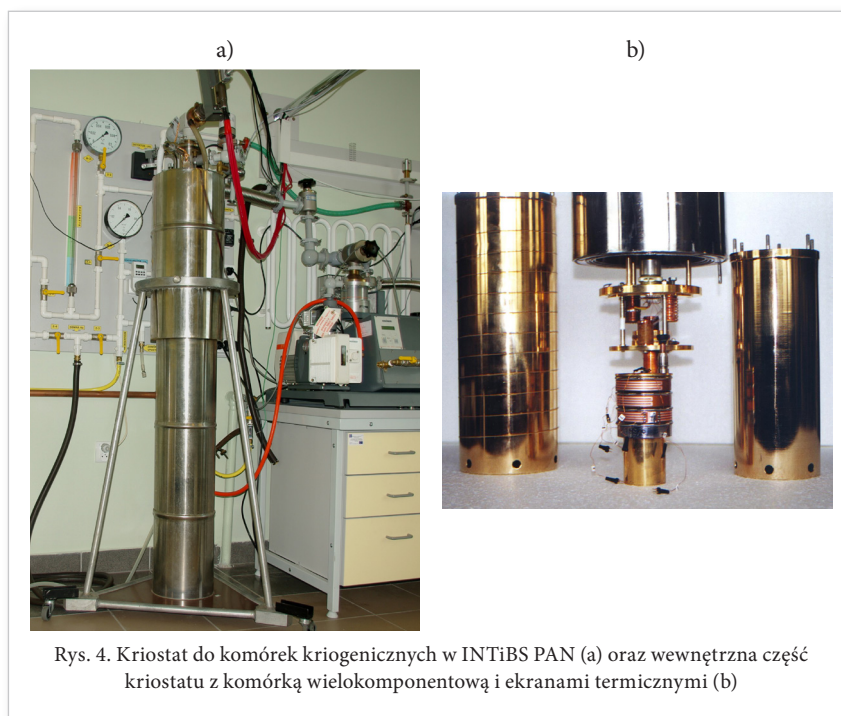 a)
b)
Rys. 4. Kriostat do komórek kriogenicznych w INTiBS PAN (a) oraz wewnętrzna część
kriostatu z komórką wielokomponentową i ekranami termicznymi (b)